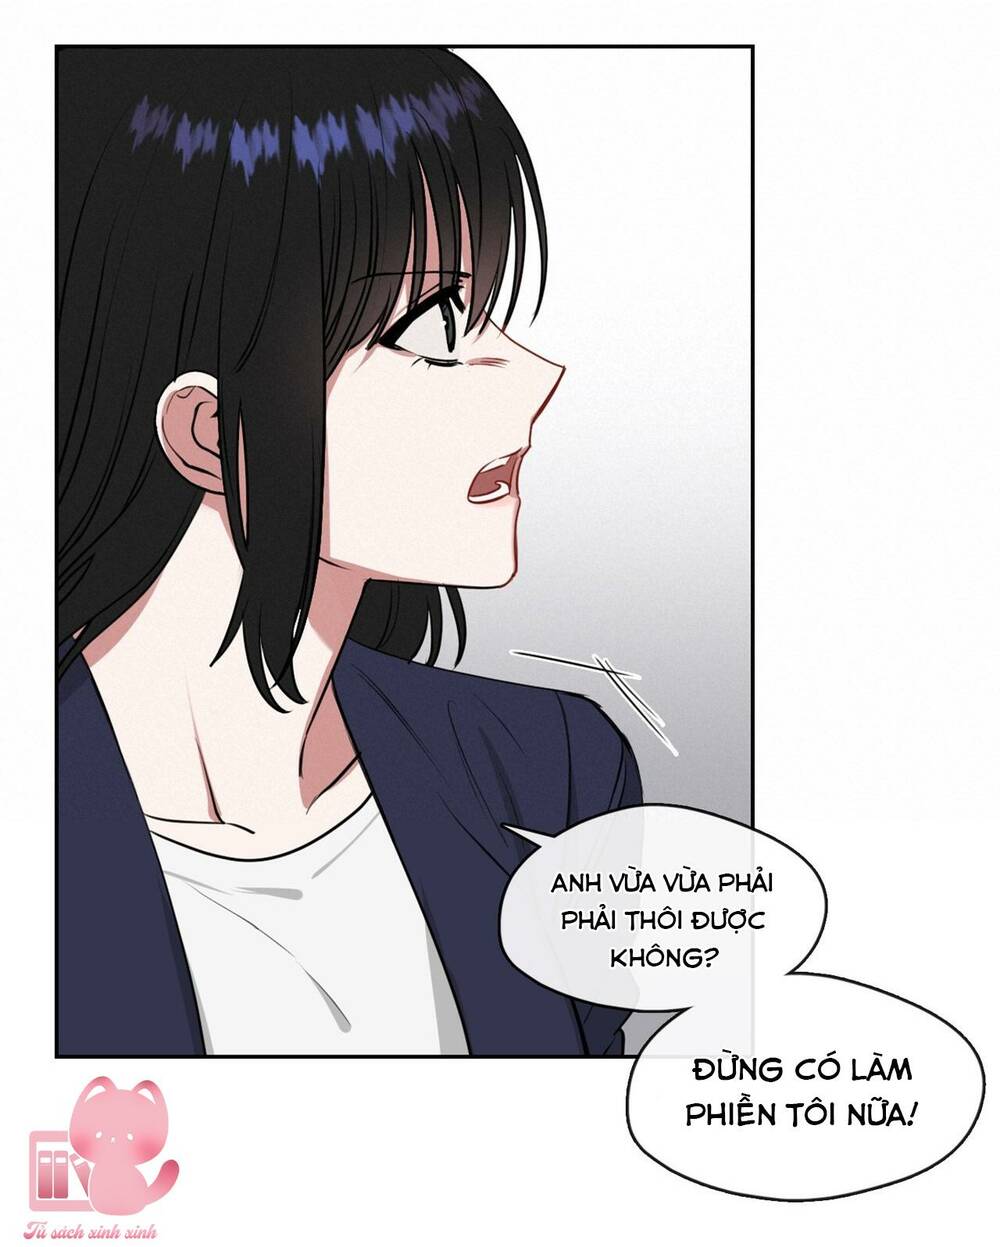 ANH VỪA VỪA PHẢI
PHẢI THÔI ĐƯỢC
KHÔNG?
ĐỪNG CÓ LÀM
PHIỀN TÔI NỮA!
Tủ sách xinh xinh